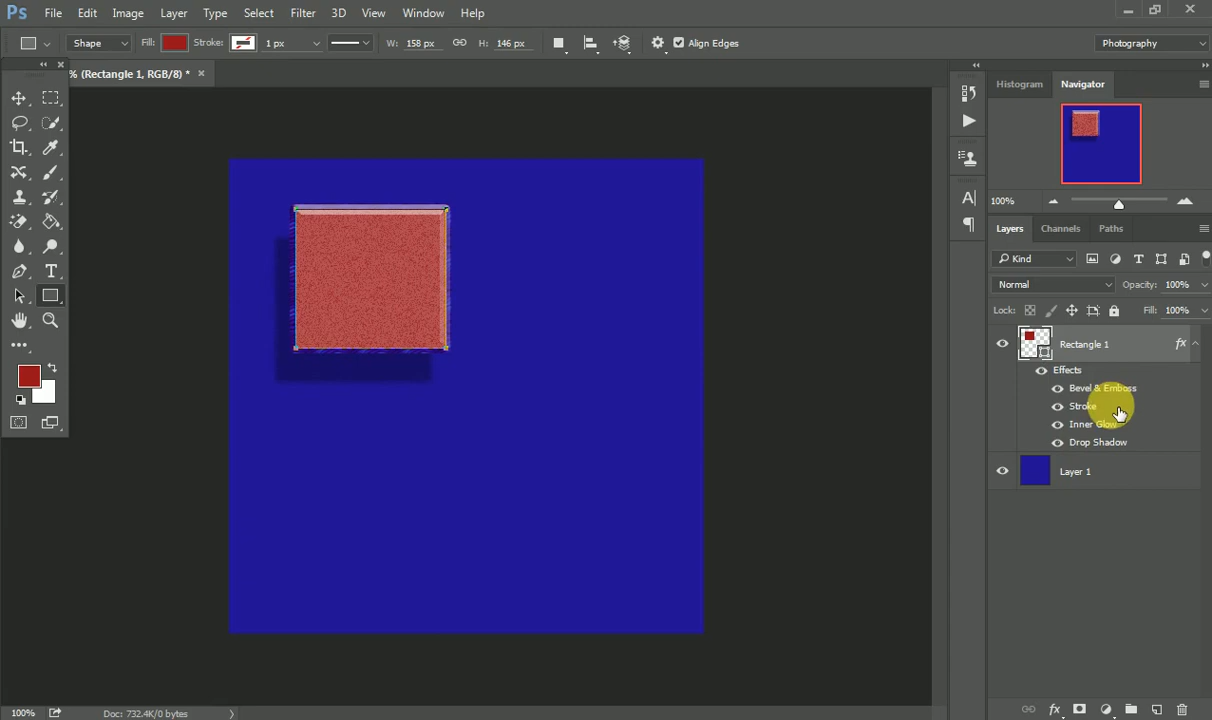 Ps File Edit Image Layer Type Select Filter 3D View Window Help
Shape Fill: Stroke: 1 px W: 158 px H: 146 px Align Edges Photography
% (Rectangle 1, RGB/8) * ×
Histogram Navigator
100%
Layers Channels Paths
Kind
Normal Opacity: 100%
Lock: Fill: 100%
Rectangle 1 fx
Effects
Bevel & Emboss
Stroke
Inner Glow
Drop Shadow
Layer 1
100% Doc: 732.4K/0 bytes
fx